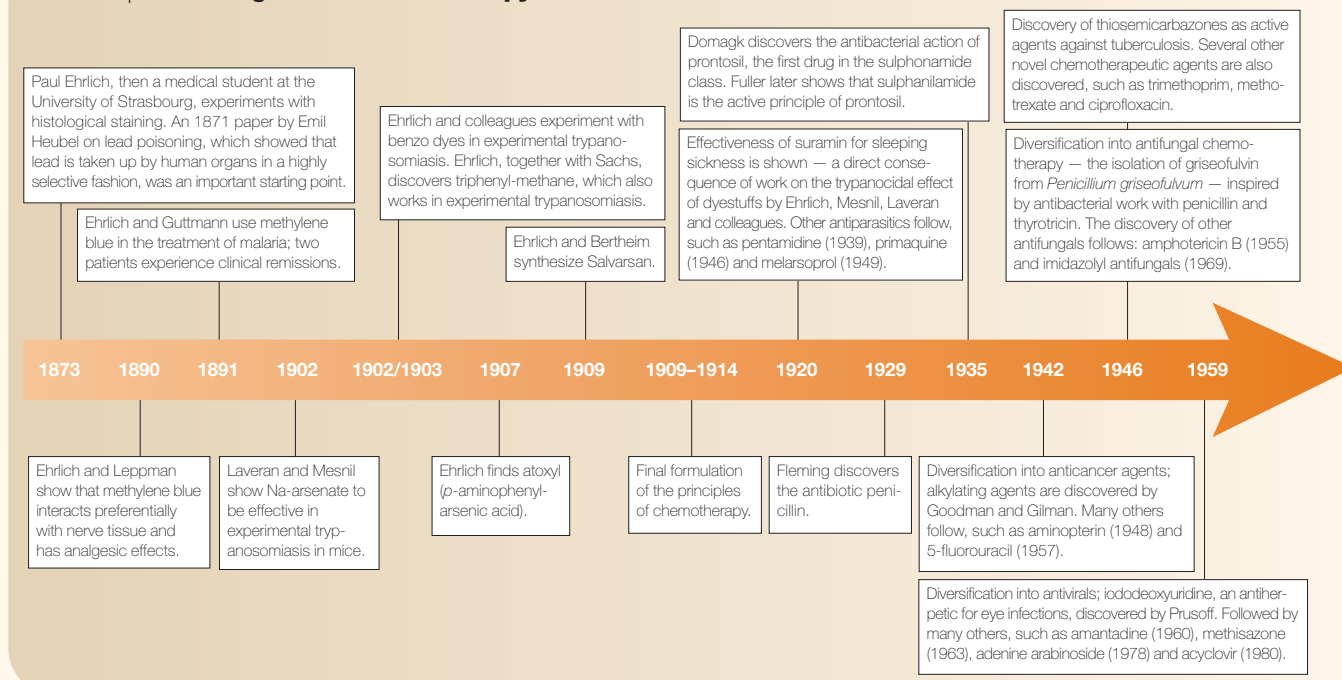 Paul Ehrlich, then a medical student at the
University of Strasbourg, experiments with
histological staining. An 1871 paper by Emil
Heubel on lead poisoning, which showed that
lead is taken up by human organs in a highly
selective fashion, was an important starting point.
Ehrlich and Guttmann use methylene
blue in the treatment of malaria; two
patients experience clinical remissions.
Ehrlich and colleagues experiment with
benzo dyes in experimental trypano-
somiasis. Ehrlich, together with Sachs,
discovers triphenyl-methane, which also
works in experimental trypanosomiasis.
Ehrlich and Bertheim
synthesize Salvarsan.
Domagk discovers the antibacterial action of
prontosil, the first drug in the sulphonamide
class. Fuller later shows that sulphanilamide
is the active principle of prontosil.
Effectiveness of suramin for sleeping
sickness is shown — a direct conse-
quence of work on the trypanocidal effect
of dyestuffs by Ehrlich, Mesnil, Laveran
and colleagues. Other antiparasitics follow,
such as pentamidine (1939), primaquine
(1946) and melarsoprol (1949).
Discovery of thiosemicarbazones as active
agents against tuberculosis. Several other
novel chemotherapeutic agents are also
discovered, such as trimethoprim, metho-
trexate and ciprofloxacin.
Diversification into antifungal chemo-
therapy — the isolation of griseofulvin
from Penicillium griseofulvum — inspired
by antibacterial work with penicillin and
thyrotricin. The discovery of other
antifungals follows: amphotericin B (1955)
and imidazolyl antifungals (1969).
1873 1890 1891 1902 1902/1903 1907 1909 1909–1914 1920 1929 1935 1942 1946 1959
Ehrlich and Leppman
show that methylene blue
interacts preferentially
with nerve tissue and
has analgesic effects.
Laveran and Mesnil
show Na-arsenate to
be effective in
experimental tryp-
anosomiasis in mice.
Ehrlich finds atoxyl
(p-aminophenyl-
arsenic acid).
Final formulation
of the principles
of chemotherapy.
Fleming discovers
the antibiotic peni-
cillin.
Diversification into anticancer agents;
alkylating agents are discovered by
Goodman and Gilman. Many others
follow, such as aminopterin (1948) and
5-fluorouracil (1957).
Diversification into antivirals; iododeoxyuridine, an antiher-
petic for eye infections, discovered by Prusoff. Followed by
many others, such as amantadine (1960), methisazone
(1963), adenine arabinoside (1978) and acyclovir (1980).